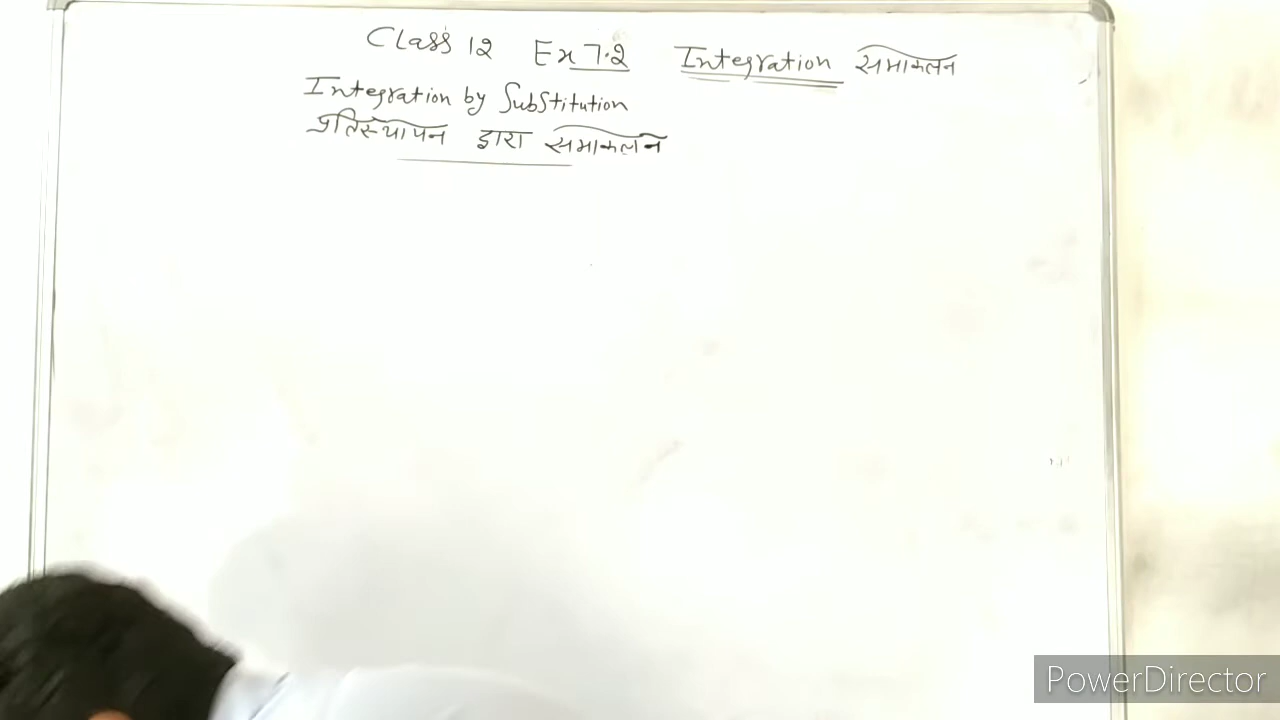 Class 12 Ex 7.2 Integration समाकलन
Integration by Substitution
प्रतिस्थापन द्वारा समाकलन
PowerDirector